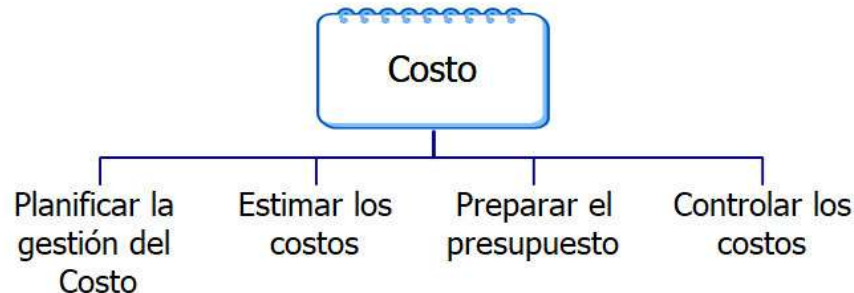 Costo
Planificar la
gestión del
Costo
Estimar los
costos
Preparar el
presupuesto
Controlar los
costos